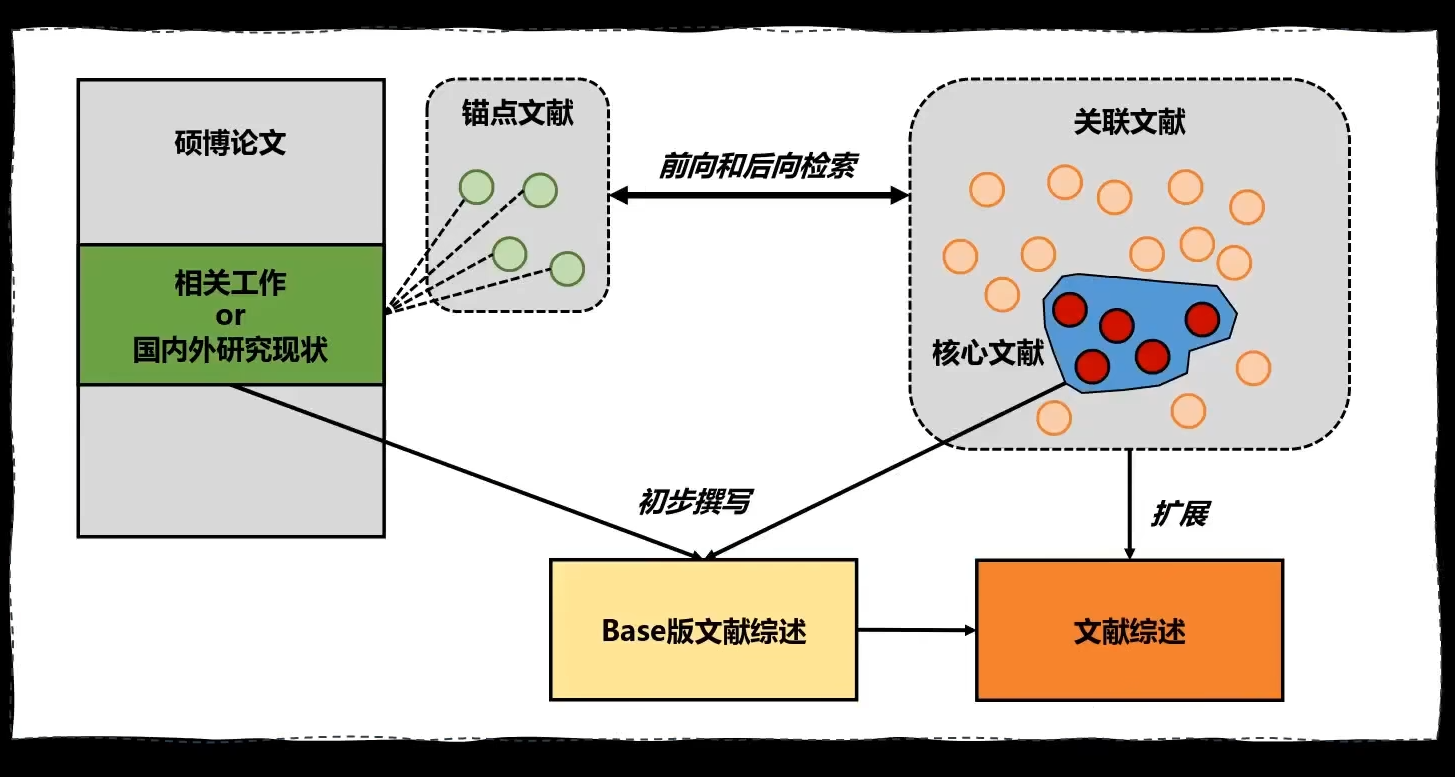 硕博论文
相关工作
or
国内外研究现状
锚点文献
前向和后向检索
关联文献
核心文献
初步撰写
扩展
Base版文献综述
文献综述